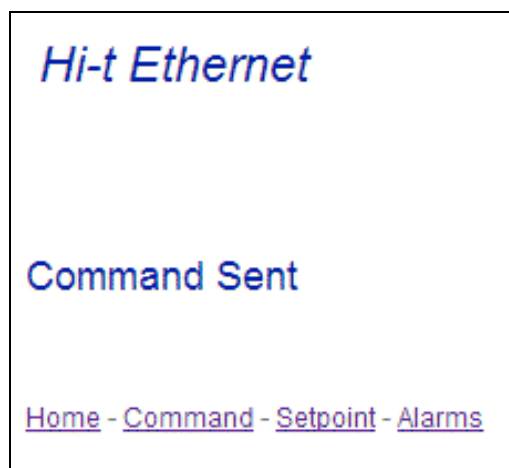 Hi-t Ethernet
Command Sent
Home - Command - Setpoint - Alarms